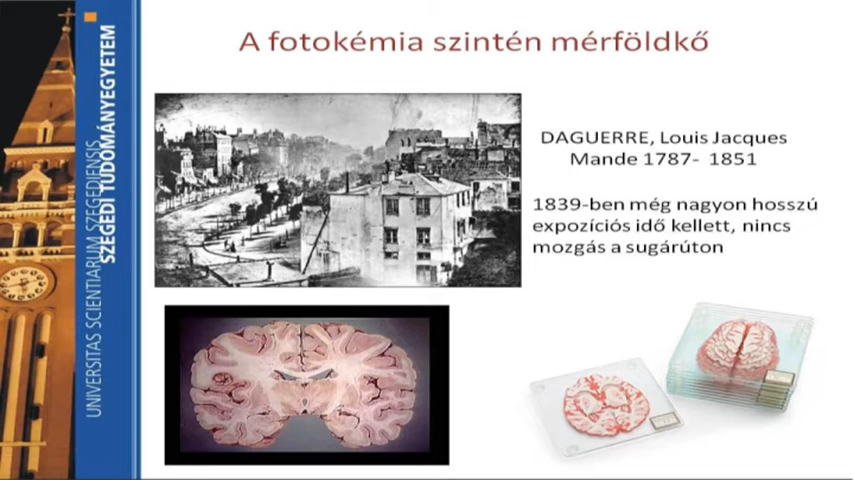 A fotokémia szintén mérföldkő
DAGUERRE, Louis Jacques
Mande 1787- 1851
1839-ben még nagyon hosszú
expozíciós idő kellett, nincs
mozgás a sugárúton
UNIVERSITAS SCIENTIARUM SZEGEDIENSIS
SZEGEDI TUDOMÁNYEGYETEM